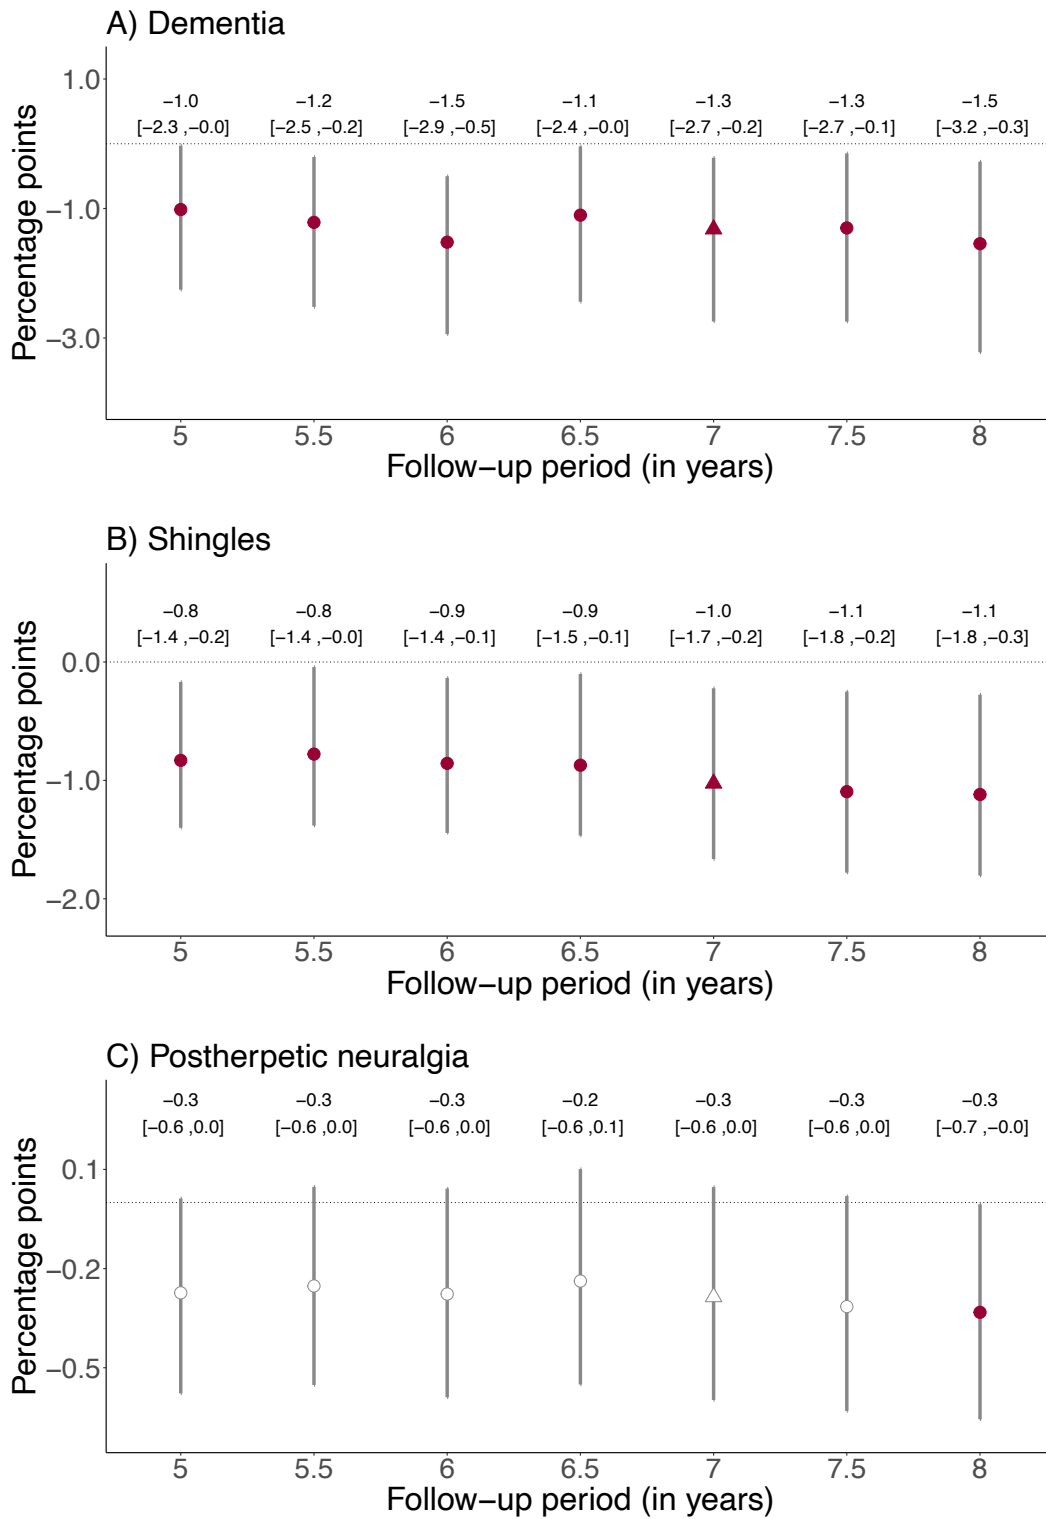 A) Dementia
Percentage points
1.0
−1.0
−3.0
−1.0 −1.2 −1.5 −1.1 −1.3 −1.3 −1.5
[−2.3 ,−0.0] [−2.5 ,−0.2] [−2.9 ,−0.5] [−2.4 ,−0.0] [−2.7 ,−0.2] [−2.7 ,−0.1] [−3.2 ,−0.3]
5 5.5 6 6.5 7 7.5 8
Follow−up period (in years)
B) Shingles
Percentage points
0.0
−1.0
−2.0
−0.8 −0.8 −0.9 −0.9 −1.0 −1.1 −1.1
[−1.4 ,−0.2] [−1.4 ,−0.0] [−1.4 ,−0.1] [−1.5 ,−0.1] [−1.7 ,−0.2] [−1.8 ,−0.2] [−1.8 ,−0.3]
5 5.5 6 6.5 7 7.5 8
Follow−up period (in years)
C) Postherpetic neuralgia
Percentage points
0.1
−0.2
−0.5
−0.3 −0.3 −0.3 −0.2 −0.3 −0.3 −0.3
[−0.6 ,0.0] [−0.6 ,0.0] [−0.6 ,0.0] [−0.6 ,0.1] [−0.6 ,0.0] [−0.6 ,0.0] [−0.7 ,−0.0]
5 5.5 6 6.5 7 7.5 8
Follow−up period (in years)